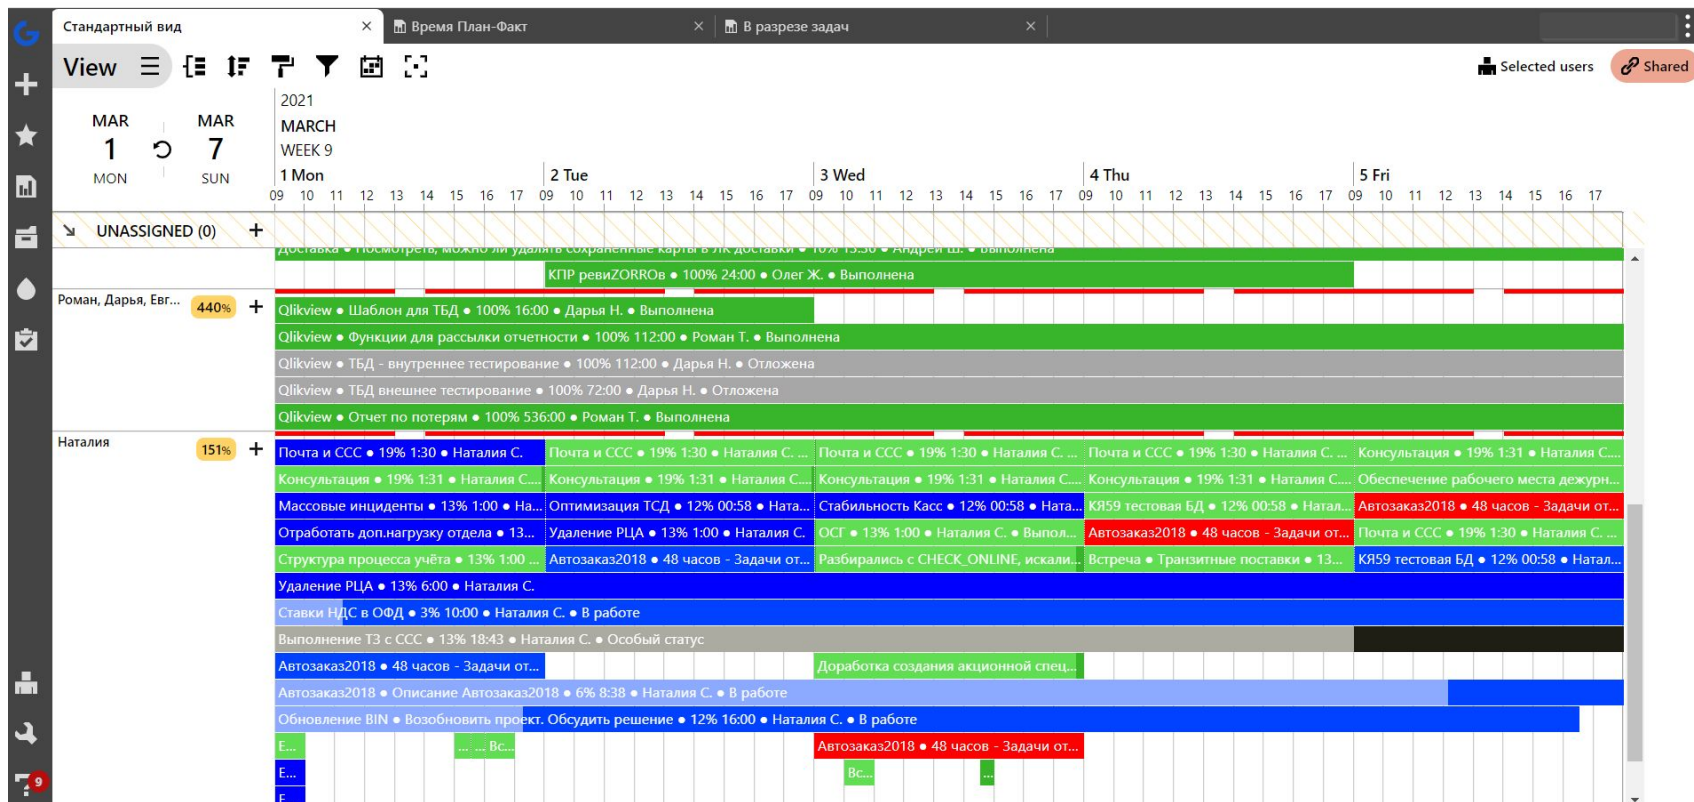 Стандартный вид
Время План-Факт
В разрезе задач
View
Selected users
Shared
MAR
1
MON
MAR
7
SUN
2021
MARCH
WEEK 9
1 Mon
2 Tue
3 Wed
4 Thu
5 Fri
09 10 11 12 13 14 15 16 17 09 10 11 12 13 14 15 16 17 09 10 11 12 13 14 15 16 17 09 10 11 12 13 14 15 16 17 09 10 11 12 13 14 15 16 17
UNASSIGNED (0) +
Доставка ● Посмотреть, можно ли удалять сохраненные карты в ЛК доставки ● 10% 13:30 ● Андрей Ш. ● Выполнена
КПР ревиZORROв ● 100% 24:00 ● Олег Ж. ● Выполнена
Роман, Дарья, Евг...
440%
+
Qlikview ● Шаблон для ТБД ● 100% 16:00 ● Дарья Н. ● Выполнена
Qlikview ● Функции для рассылки отчетности ● 100% 112:00 ● Роман Т. ● Выполнена
Qlikview ● ТБД - внутреннее тестирование ● 100% 112:00 ● Дарья Н. ● Отложена
Qlikview ● ТБД внешнее тестирование ● 100% 72:00 ● Дарья Н. ● Отложена
Qlikview ● Отчет по потерям ● 100% 536:00 ● Роман Т. ● Выполнена
Наталия
151%
+
Почта и ССС ● 19% 1:30 ● Наталия С.
Почта и ССС ● 19% 1:30 ● Наталия С. ...
Почта и ССС ● 19% 1:30 ● Наталия С. ...
Почта и ССС ● 19% 1:30 ● Наталия С. ...
Консультация ● 19% 1:31 ● Наталия С....
Консультация ● 19% 1:31 ● Наталия С....
Консультация ● 19% 1:31 ● Наталия С....
Консультация ● 19% 1:31 ● Наталия С....
Консультация ● 19% 1:31 ● Наталия С....
Обеспечение рабочего места дежурн...
Массовые инциденты ● 13% 1:00 ● На...
Оптимизация ТСД ● 12% 00:58 ● Ната...
Стабильность Касс ● 12% 00:58 ● Ната...
КЯ59 тестовая БД ● 12% 00:58 ● Натал...
Автозаказ2018 ● 48 часов - Задачи от...
Отработать доп.нагрузку отдела ● 13...
Удаление РЦА ● 13% 1:00 ● Наталия С.
ОСГ ● 13% 1:00 ● Наталия С. ● Выпол...
Автозаказ2018 ● 48 часов - Задачи от...
Почта и ССС ● 19% 1:30 ● Наталия С. ...
Структура процесса учёта ● 13% 1:00 ...
Автозаказ2018 ● 48 часов - Задачи от...
Разбирались с CHECK_ONLINE, искали...
Встреча ● Транзитные поставки ● 13...
КЯ59 тестовая БД ● 12% 00:58 ● Натал...
Удаление РЦА ● 13% 6:00 ● Наталия С.
Ставки НДС в ОФД ● 3% 10:00 ● Наталия С. ● В работе
Выполнение ТЗ с ССС ● 13% 18:43 ● Наталия С. ● Особый статус
Автозаказ2018 ● 48 часов - Задачи от...
Доработка создания акционной спец...
Автозаказ2018 ● Описание Автозаказ2018 ● 6% 8:38 ● Наталия С. ● В работе
Обновление BIN ● Возобновить проект. Обсудить решение ● 12% 16:00 ● Наталия С. ● В работе
Е...
...
...
Вс...
Автозаказ2018 ● 48 часов - Задачи от...
Е...
Вс...
...
9